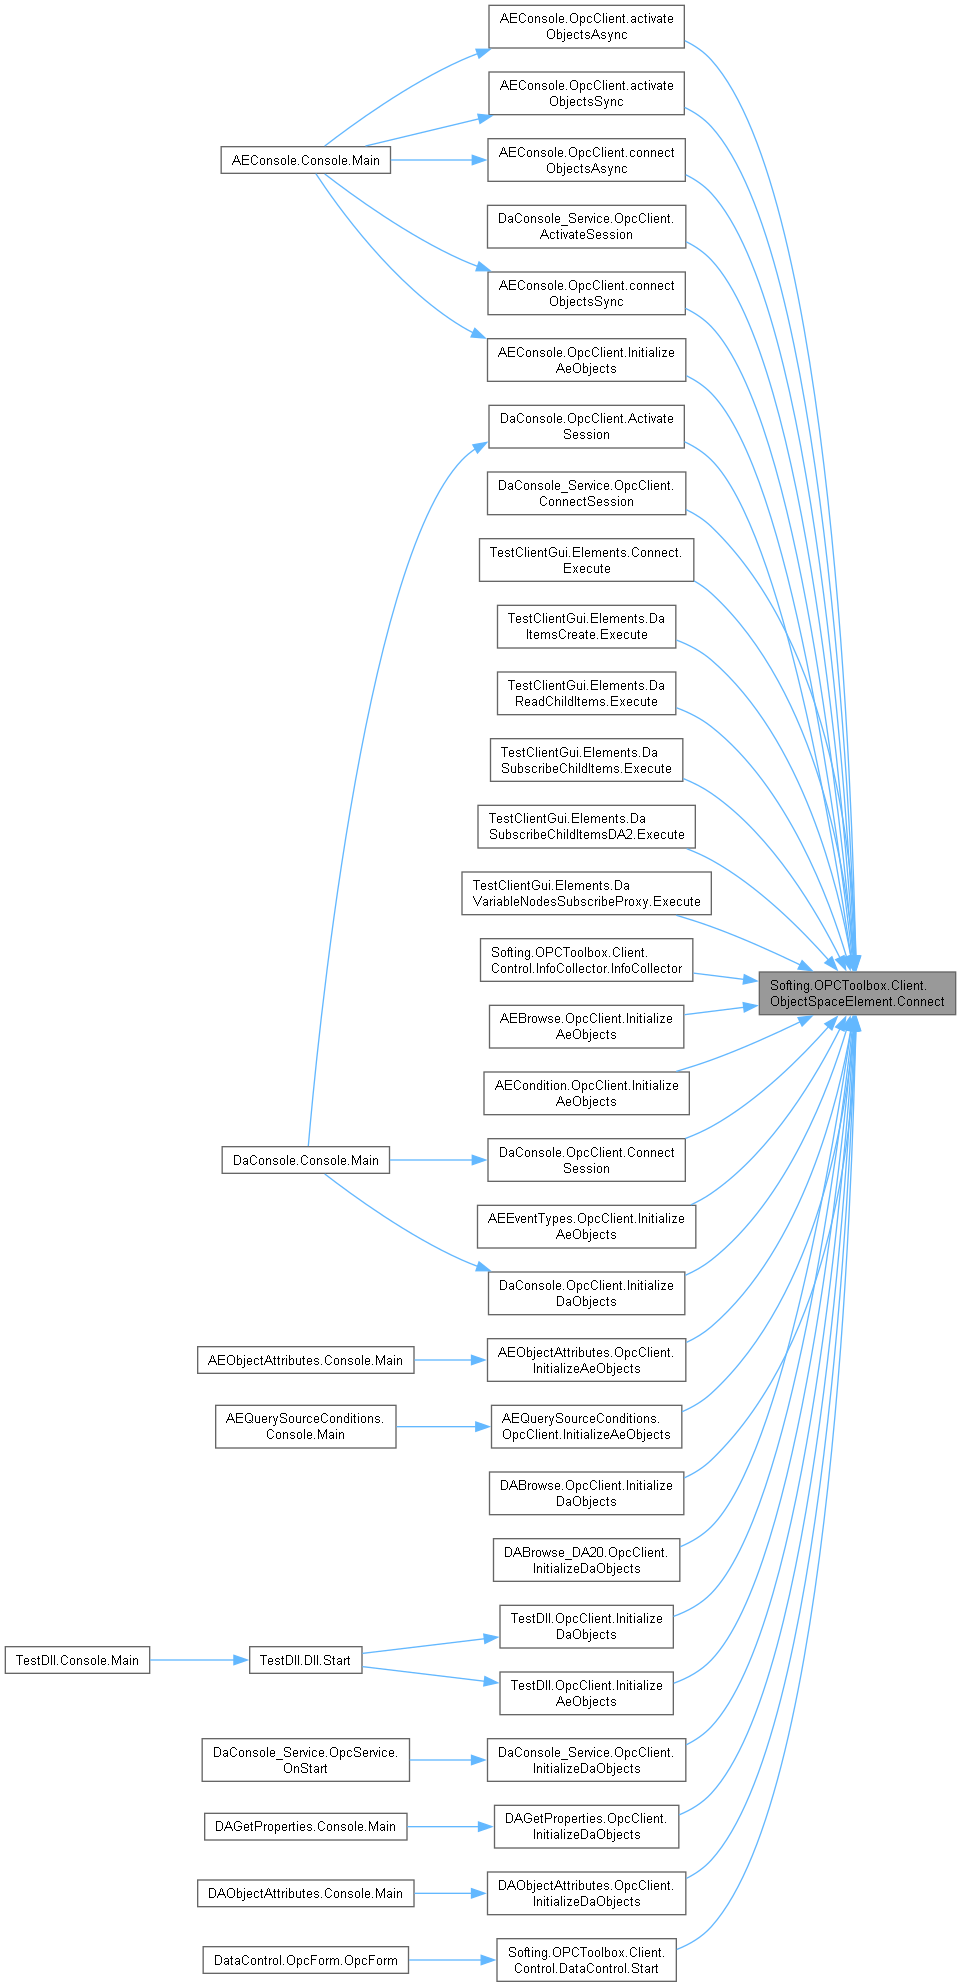 AEConsole.OpcClient.activate
ObjectsAsync
AEConsole.OpcClient.activate
ObjectsSync
AEConsole.Console.Main
AEConsole.OpcClient.connect
ObjectsAsync
DaConsole_Service.OpcClient.
ActivateSession
AEConsole.OpcClient.connect
ObjectsSync
AEConsole.OpcClient.Initialize
AeObjects
DaConsole.OpcClient.Activate
Session
DaConsole_Service.OpcClient.
ConnectSession
TestClientGui.Elements.Connect.
Execute
TestClientGui.Elements.Da
ItemsCreate.Execute
TestClientGui.Elements.Da
ReadChildItems.Execute
TestClientGui.Elements.Da
SubscribeChildItems.Execute
TestClientGui.Elements.Da
SubscribeChildItemsDA2.Execute
TestClientGui.Elements.Da
VariableNodesSubscribeProxy.Execute
Softing.OPCToolbox.Client.
Control.InfoCollector.InfoCollector
Softing.OPCToolbox.Client.
ObjectSpaceElement.Connect
AEBrowse.OpcClient.Initialize
AeObjects
AECondition.OpcClient.Initialize
AeObjects
DaConsole.Console.Main
DaConsole.OpcClient.Connect
Session
AEEventTypes.OpcClient.Initialize
AeObjects
DaConsole.OpcClient.Initialize
DaObjects
AEObjectAttributes.Console.Main
AEObjectAttributes.OpcClient.
InitializeAeObjects
AEQuerySourceConditions.
Console.Main
AEQuerySourceConditions.
OpcClient.InitializeAeObjects
DABrowse.OpcClient.Initialize
DaObjects
DABrowse_DA20.OpcClient.
InitializeDaObjects
TestDll.OpcClient.Initialize
DaObjects
TestDll.Console.Main
TestDll.Dll.Start
TestDll.OpcClient.Initialize
AeObjects
DaConsole_Service.OpcService.
OnStart
DaConsole_Service.OpcClient.
InitializeDaObjects
DAGetProperties.Console.Main
DAGetProperties.OpcClient.
InitializeDaObjects
DAObjectAttributes.Console.Main
DAObjectAttributes.OpcClient.
InitializeDaObjects
DataControl.OpcForm.OpcForm
Softing.OPCToolbox.Client.
Control.DataControl.Start